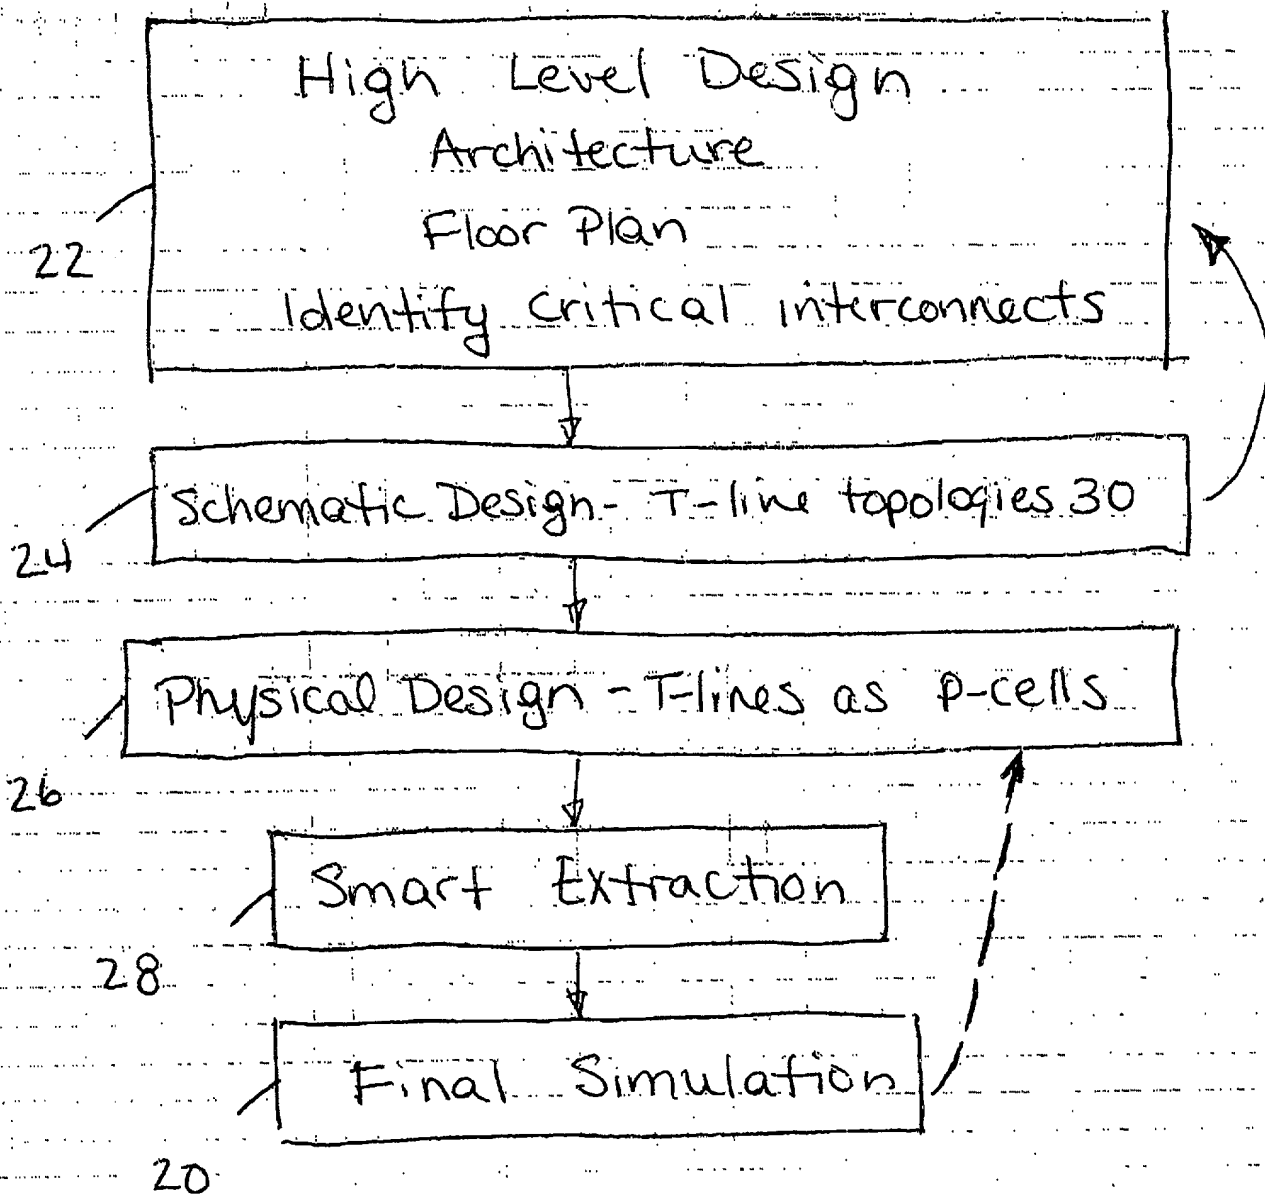 High Level Design
Architecture
Floor Plan
22
Identify Critical interconnects
Schematic Design- T-line topologies 30
24
Physical Design - T-lines as p-cells
26
Smart Extraction
28
Final Simulation
20